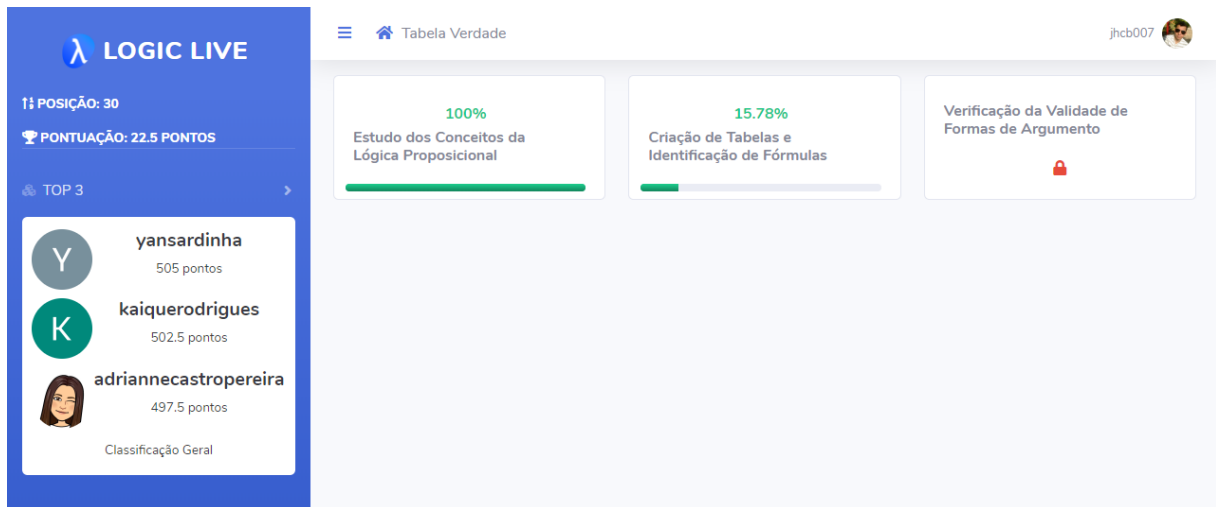 λ LOGIC LIVE
POSIÇÃO: 30
PONTUAÇÃO: 22.5 PONTOS
TOP 3
Y
yansardinha
505 pontos
K
kaiquerodrigues
502.5 pontos
adriannecastropereira
497.5 pontos
Classificação Geral
Tabela Verdade
jhcb007
100%
Estudo dos Conceitos da
Lógica Proposicional
15.78%
Criação de Tabelas e
Identificação de Fórmulas
Verificação da Validade de
Formas de Argumento